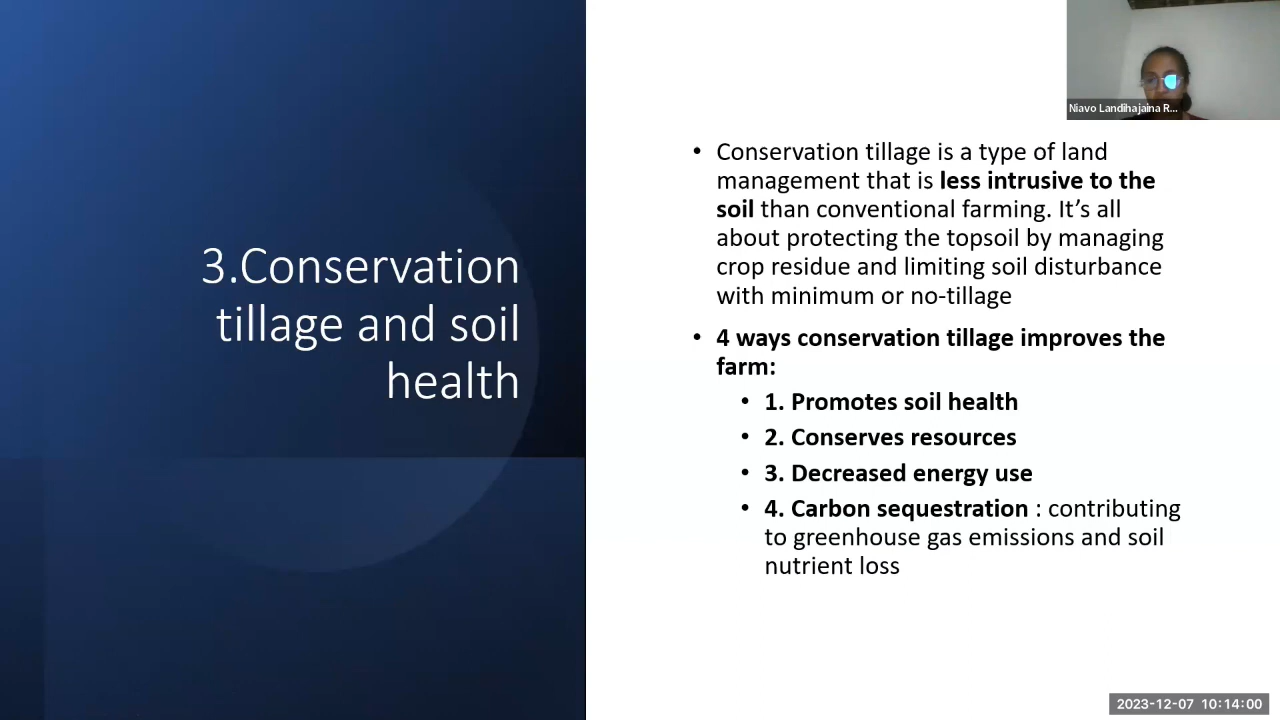 3.Conservation
tillage and soil
health
Niavo Landihajaina R...
• Conservation tillage is a type of land
management that is less intrusive to the
soil than conventional farming. It’s all
about protecting the topsoil by managing
crop residue and limiting soil disturbance
with minimum or no-tillage
• 4 ways conservation tillage improves the
farm:
• 1. Promotes soil health
• 2. Conserves resources
• 3. Decreased energy use
• 4. Carbon sequestration : contributing
to greenhouse gas emissions and soil
nutrient loss
2023-12-07 10:14:00